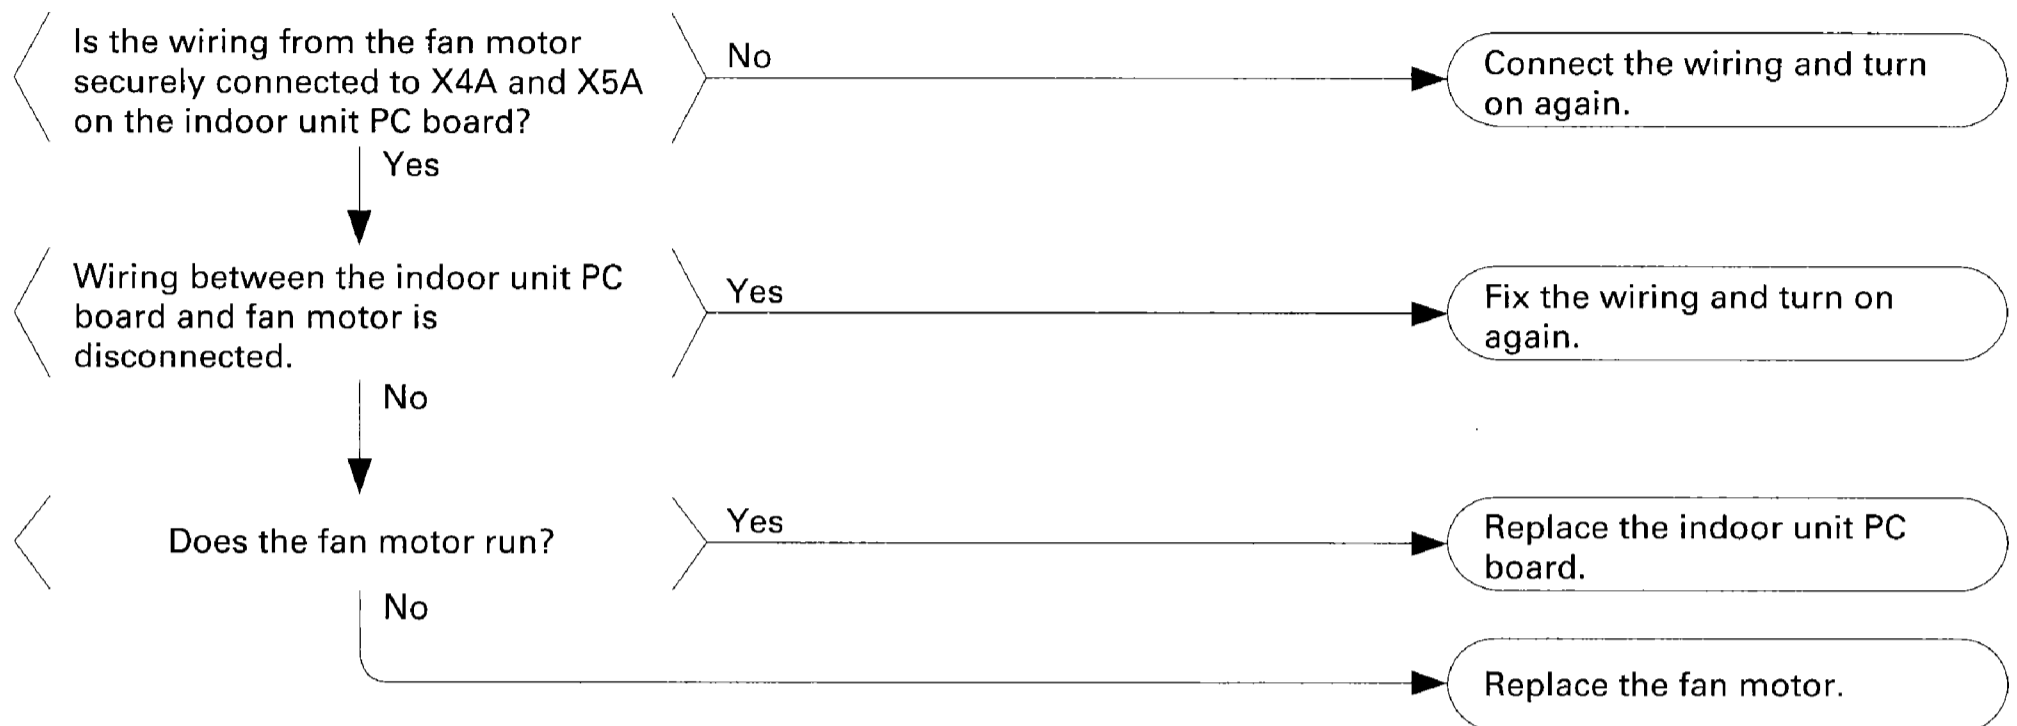 Is the wiring from the fan motor
securely connected to X4A and X5A
on the indoor unit PC board?
No
Connect the wiring and turn
on again.
Yes
Wiring between the indoor unit PC
board and fan motor is
disconnected.
Yes
Fix the wiring and turn on
again.
No
Does the fan motor run?
Yes
Replace the indoor unit PC
board.
No
Replace the fan motor.